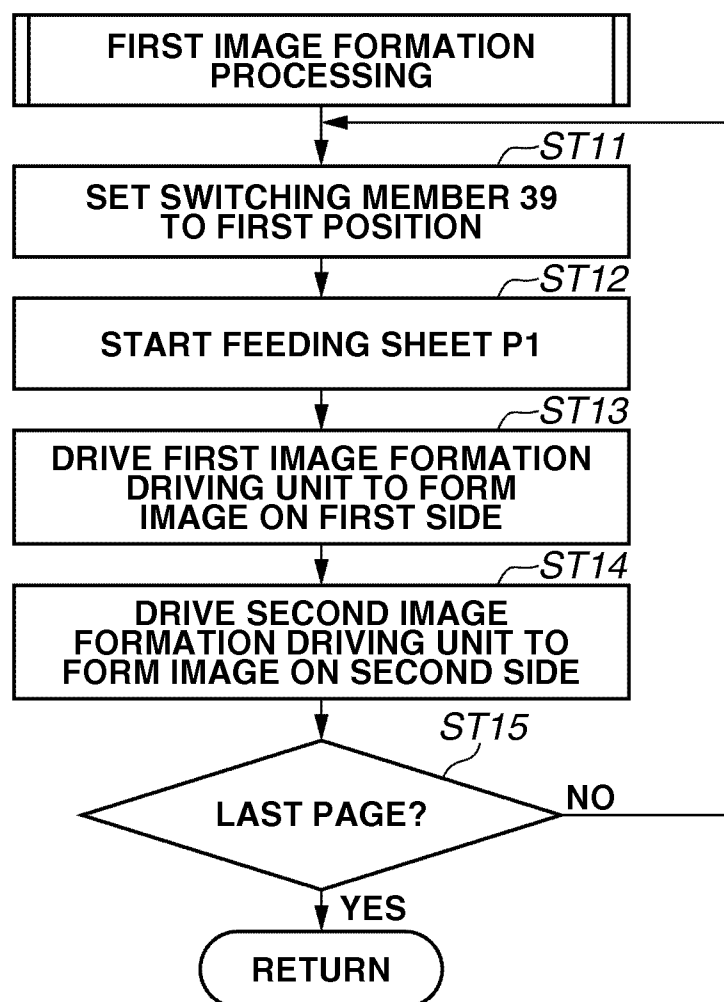 FIRST IMAGE FORMATION
PROCESSING
ST11
SET SWITCHING MEMBER 39
TO FIRST POSITION
ST12
START FEEDING SHEET P1
ST13
DRIVE FIRST IMAGE FORMATION
DRIVING UNIT TO FORM
IMAGE ON FIRST SIDE
ST14
DRIVE SECOND IMAGE
FORMATION DRIVING UNIT TO
FORM IMAGE ON SECOND SIDE
ST15
LAST PAGE?
NO
YES
RETURN